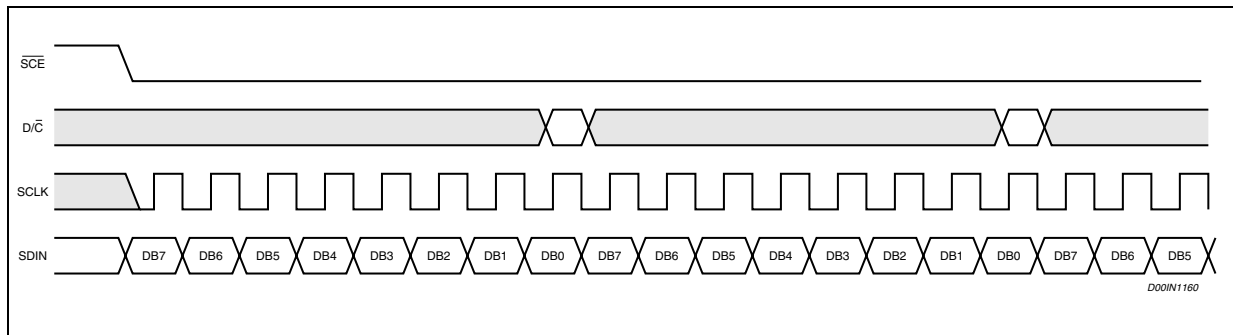 S̅C̅E̅
D/C̅
SCLK
SDIN DB7 DB6 DB5 DB4 DB3 DB2 DB1 DB0 DB7 DB6 DB5 DB4 DB3 DB2 DB1 DB0 DB7 DB6 DB5
D00IN1160